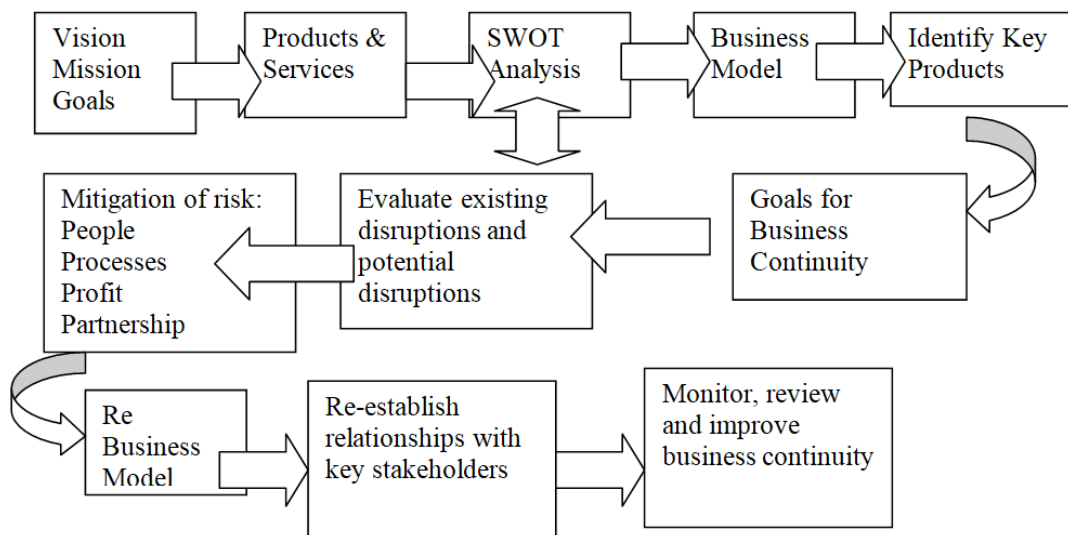 Vision
Mission
Goals
Products &
Services
SWOT
Analysis
Business
Model
Identify Key
Products
Goals for
Business
Continuity
Evaluate existing
disruptions and
potential
disruptions
Mitigation of risk:
People
Processes
Profit
Partnership
Re
Business
Model
Re-establish
relationships with
key stakeholders
Monitor, review
and improve
business continuity